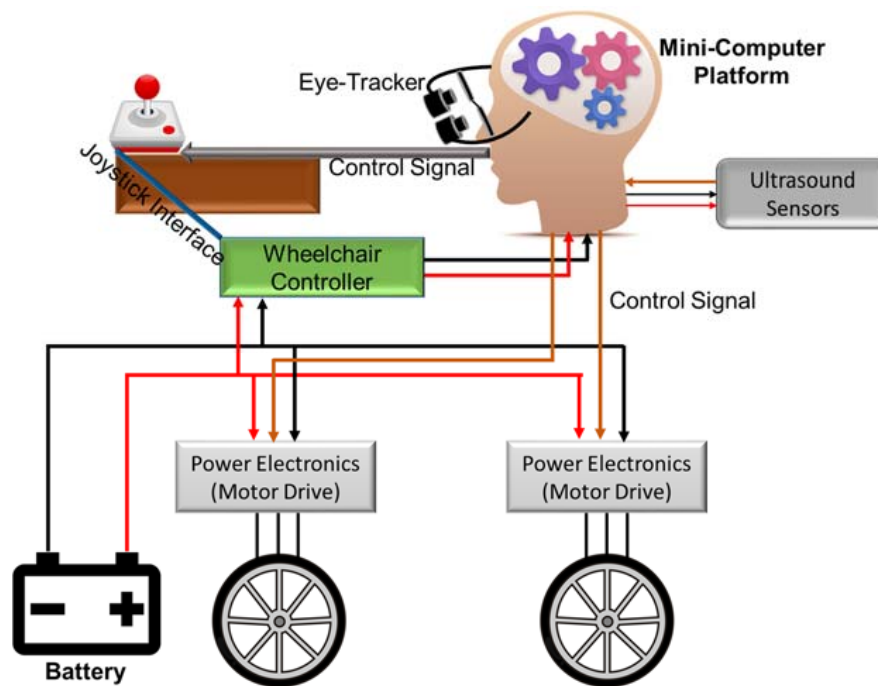 Mini-Computer
Platform
Eye-Tracker
Control Signal
Ultrasound
Sensors
Joystick Interface
Wheelchair
Controller
Control Signal
Power Electronics
(Motor Drive)
Power Electronics
(Motor Drive)
Battery